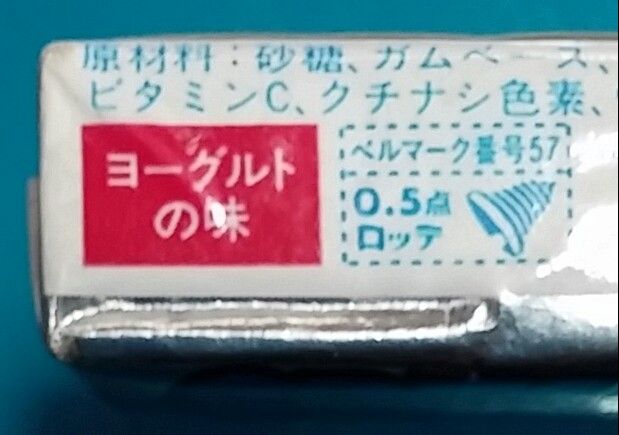 原材料：砂糖、ガムベース、
ビタミンC、クチナシ色素、
ヨーグルト
の味
ベルマーク番号57
0.5点
ロッテ